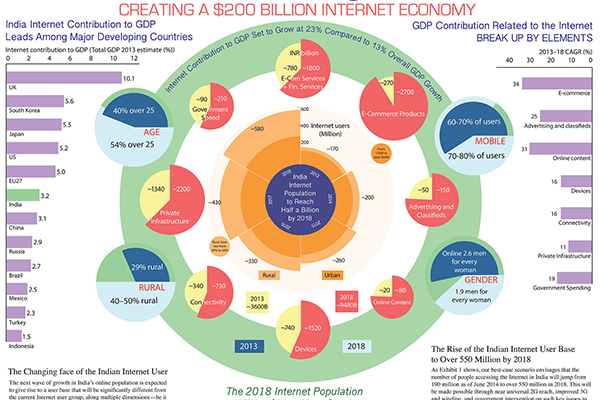 CREATING A $200 BILLION INTERNET ECONOMY
India Internet Contribution to GDP
Leads Among Major Developing Countries
Internet contribution to GDP (Total GDP 2013 estimate (%))
0 2 4 6 8 10 12
10.1
UK
5.6
South Korea
5.5
Japan
5.2
US
5.0
EU27
3.2
India
3.1
China
2.9
Russia
2.7
Brazil
2.5
Mexico
2.3
Turkey
1.5
Indonesia
Internet Contribution to GDP Set to Grow at 23% Compared to 13% Overall GDP Growth
GDP Contribution Related to the Internet
BREAK UP BY ELEMENTS
2013–18 CAGR (%)
40 30 20 10 0
34
E-commerce
25
Advertising and classifieds
31
Online content
16
Devices
16
Connectivity
11
Private Infrastructure
19
Government Spending
40% over 25
AGE
54% over 25
60-70% of users
MOBILE
70-80% of users
29% rural
RURAL
40–50% rural
Online 2.6 men
for every
woman
GENDER
1.9 men for
every woman
INR billion
~780 ~1800
E-Com Services
+ Fin. Services
~270
~2700
E-Commerce Products
~50 ~150
Advertising and
Classifieds
~20 ~80
Online Content
~740 ~1520
Devices
~340 ~730
Connectivity
~1340 ~2200
Private
Infrastructure
~90 ~210
Government
Spend
600
400
200
Internet users
(Million)
~170
~200
~260
~330
~430
~580
2018 2013
2017
2016 2015
India
Internet
Population
to Reach
Half a Billion
by 2018
Rural
Urban
2013
~3600B
2018
~9480B
2013
2018
The Changing face of the Indian Internet User
The next wave of growth in India's online population is expected
to give rise to a user base that will be significantly different from
the current Internet user group, along multiple dimensions—be it
The 2018 Internet Population
The Rise of the Indian Internet User Base
to Over 550 Million by 2018
As Exhibit 1 shows, our best-case scenario envisages that the
number of people accessing the Internet in India will jump from
190 million as of June 2014 to over 550 million in 2018. This will
be made possible through near universal 2G reach, improved 3G